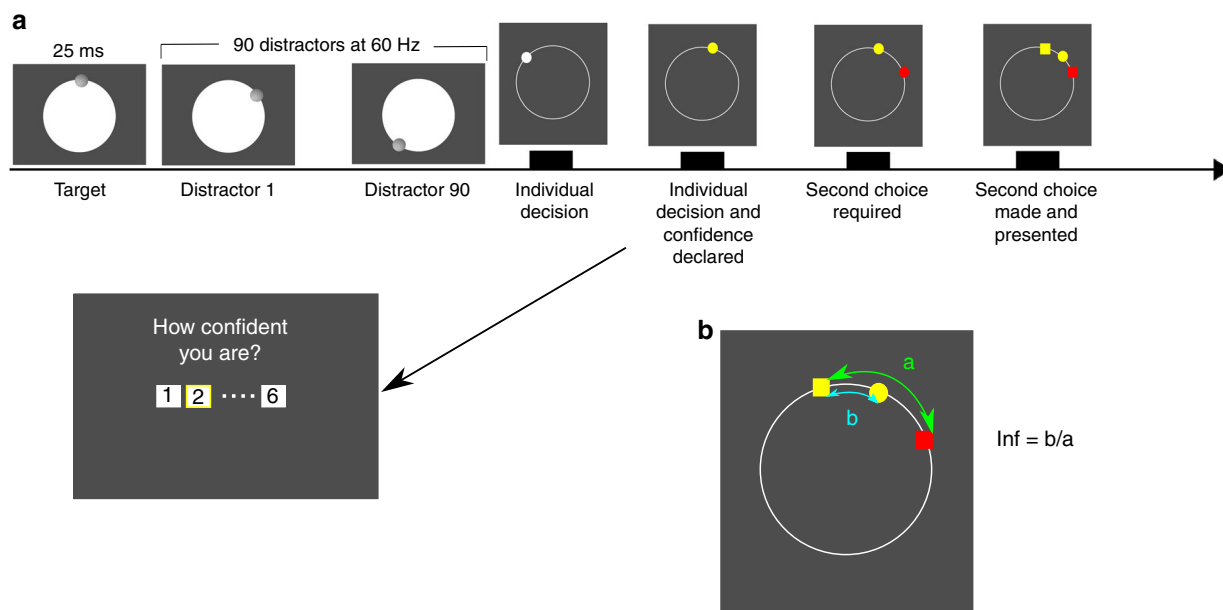 a
25 ms
90 distractors at 60 Hz
Target
Distractor 1
Distractor 90
Individual
decision
Individual
decision and
confidence
declared
Second choice
required
Second choice
made and
presented
How confident
you are?
1 2 .... 6
b
a
b
Inf = b/a